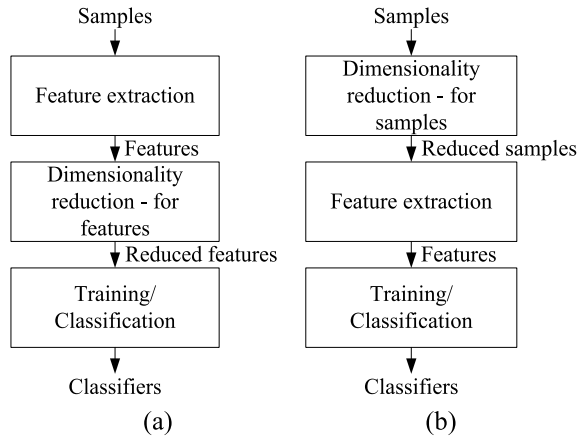 Samples
Feature extraction
Features
Dimensionality
reduction - for
features
Reduced features
Training/
Classification
Classifiers
(a)
Samples
Dimensionality
reduction - for
samples
Reduced samples
Feature extraction
Features
Training/
Classification
Classifiers
(b)